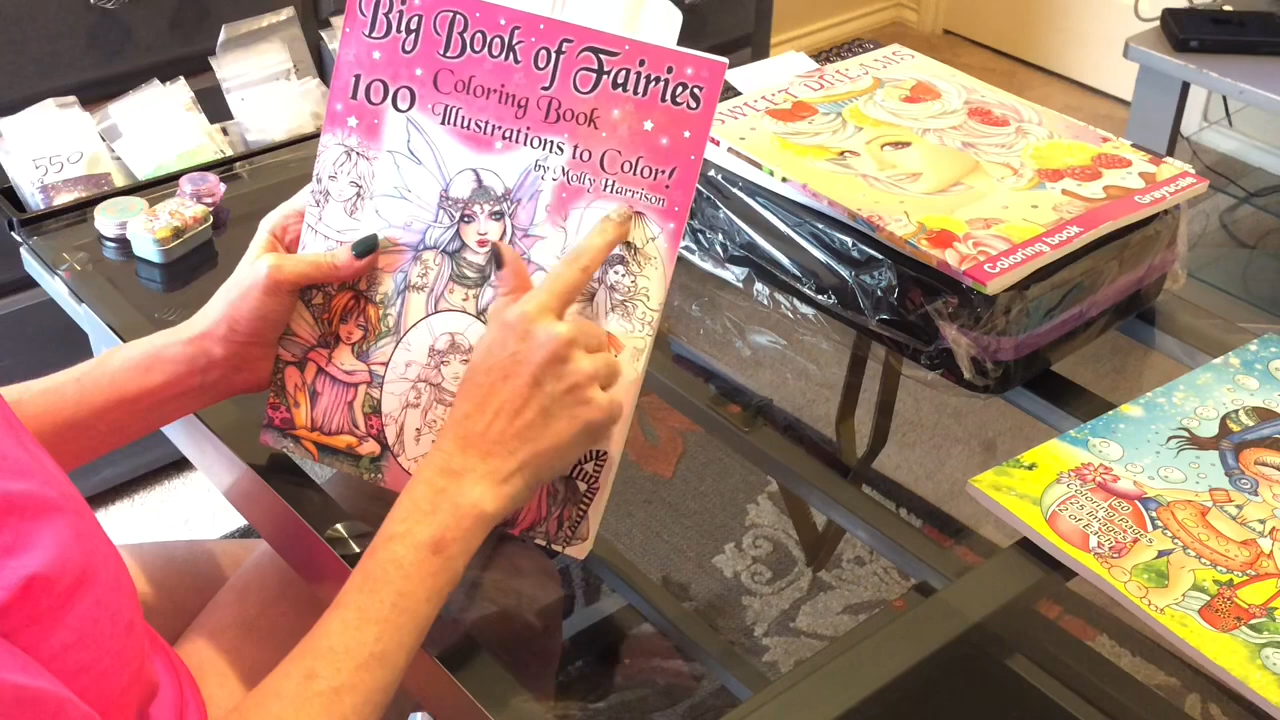 Big Book of Fairies
Coloring Book
100 Illustrations to Color!
by Molly Harrison
550
SWEET DREAMS
Grayscale
Coloring book
50
Coloring Pages
25 Images
2 of Each